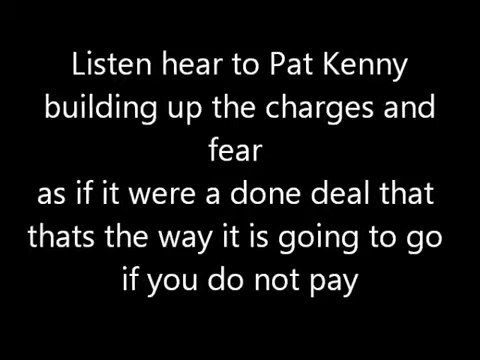 Listen hear to Pat Kenny
building up the charges and
fear
as if it were a done deal that
thats the way it is going to go
if you do not pay